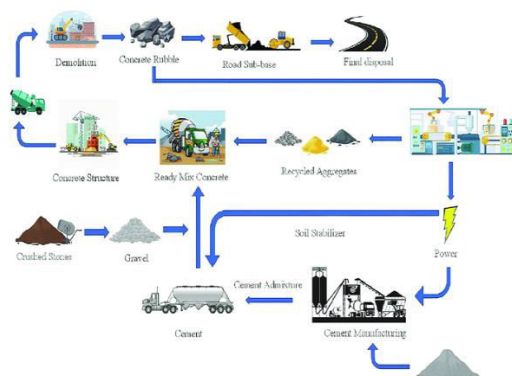 Demolition
Concrete Rubble
Road Sub-base
Final disposal
Concrete Structure
Ready Mix Concrete
Recycled Aggregates
Crushed Stones
Gravel
Soil Stabilizer
Power
Cement
Cement Admixture
Cement Manufacturing